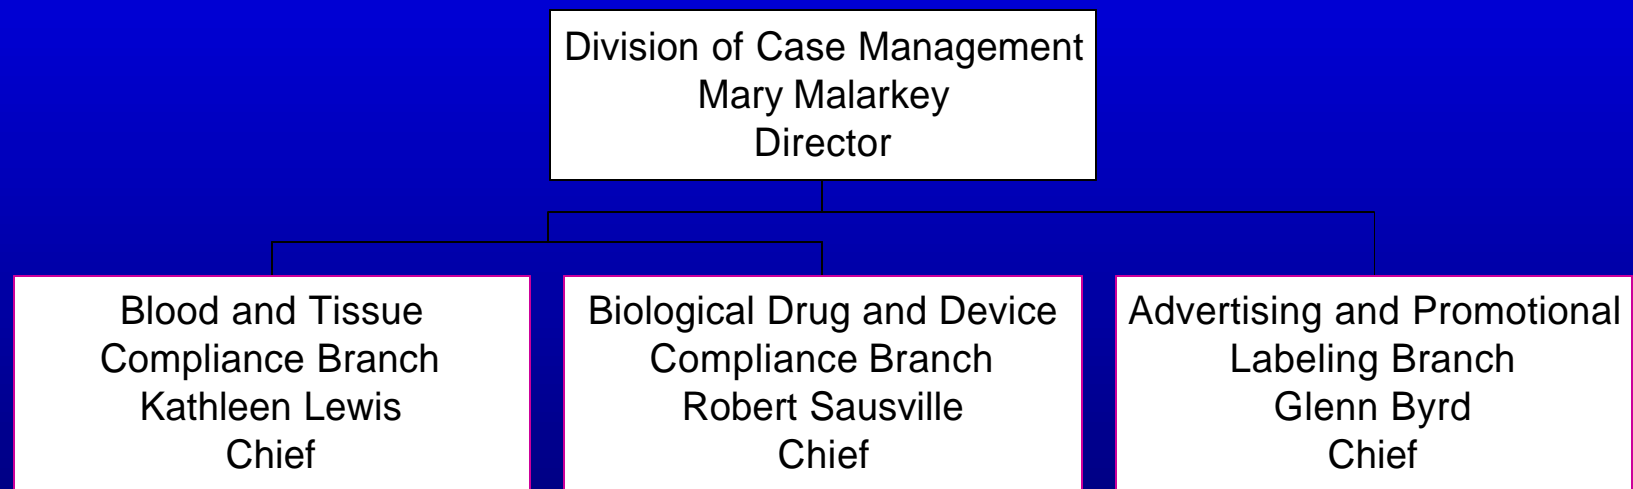 Division of Case Management
Mary Malarkey
Director
Blood and Tissue
Compliance Branch
Kathleen Lewis
Chief
Biological Drug and Device
Compliance Branch
Robert Sausville
Chief
Advertising and Promotional
Labeling Branch
Glenn Byrd
Chief